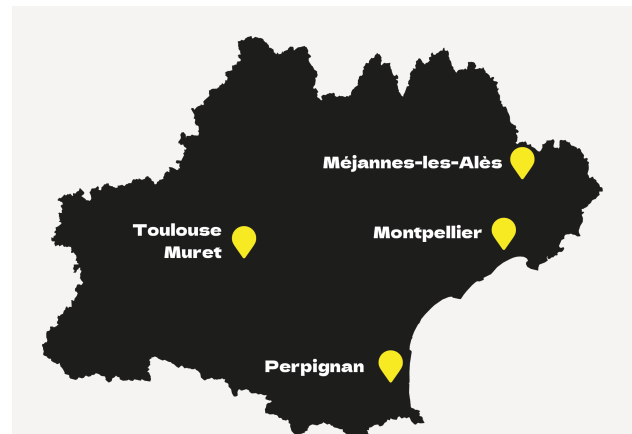 Méjannes-les-Alès
Toulouse
Muret
Montpellier
Perpignan